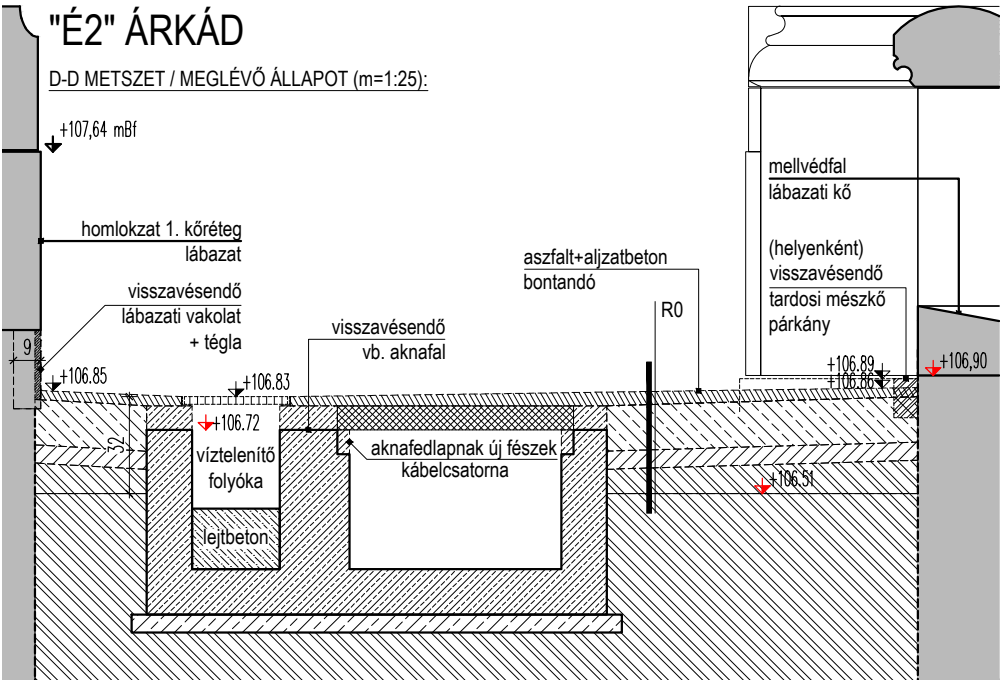 "É2" ÁRKÁD
D-D METSZET / MEGLÉVŐ ÁLLAPOT (m=1:25):
+107,64 mBf
homlokzat 1. kőréteg
lábazat
visszavésendő
lábazati vakolat
+ tégla
9
+106.85
+106.83
visszavésendő
vb. aknafal
aszfalt+aljzatbeton
bontandó
R0
mellvédfal
lábazati kő
(helyenként)
visszavésendő
tardosi mészkő
párkány
+106.89
+106.86
+106,90
32
+106.72
víztelenítő
folyóka
lejtbeton
aknafedlapnak új fészek
kábelcsatorna
+106.51